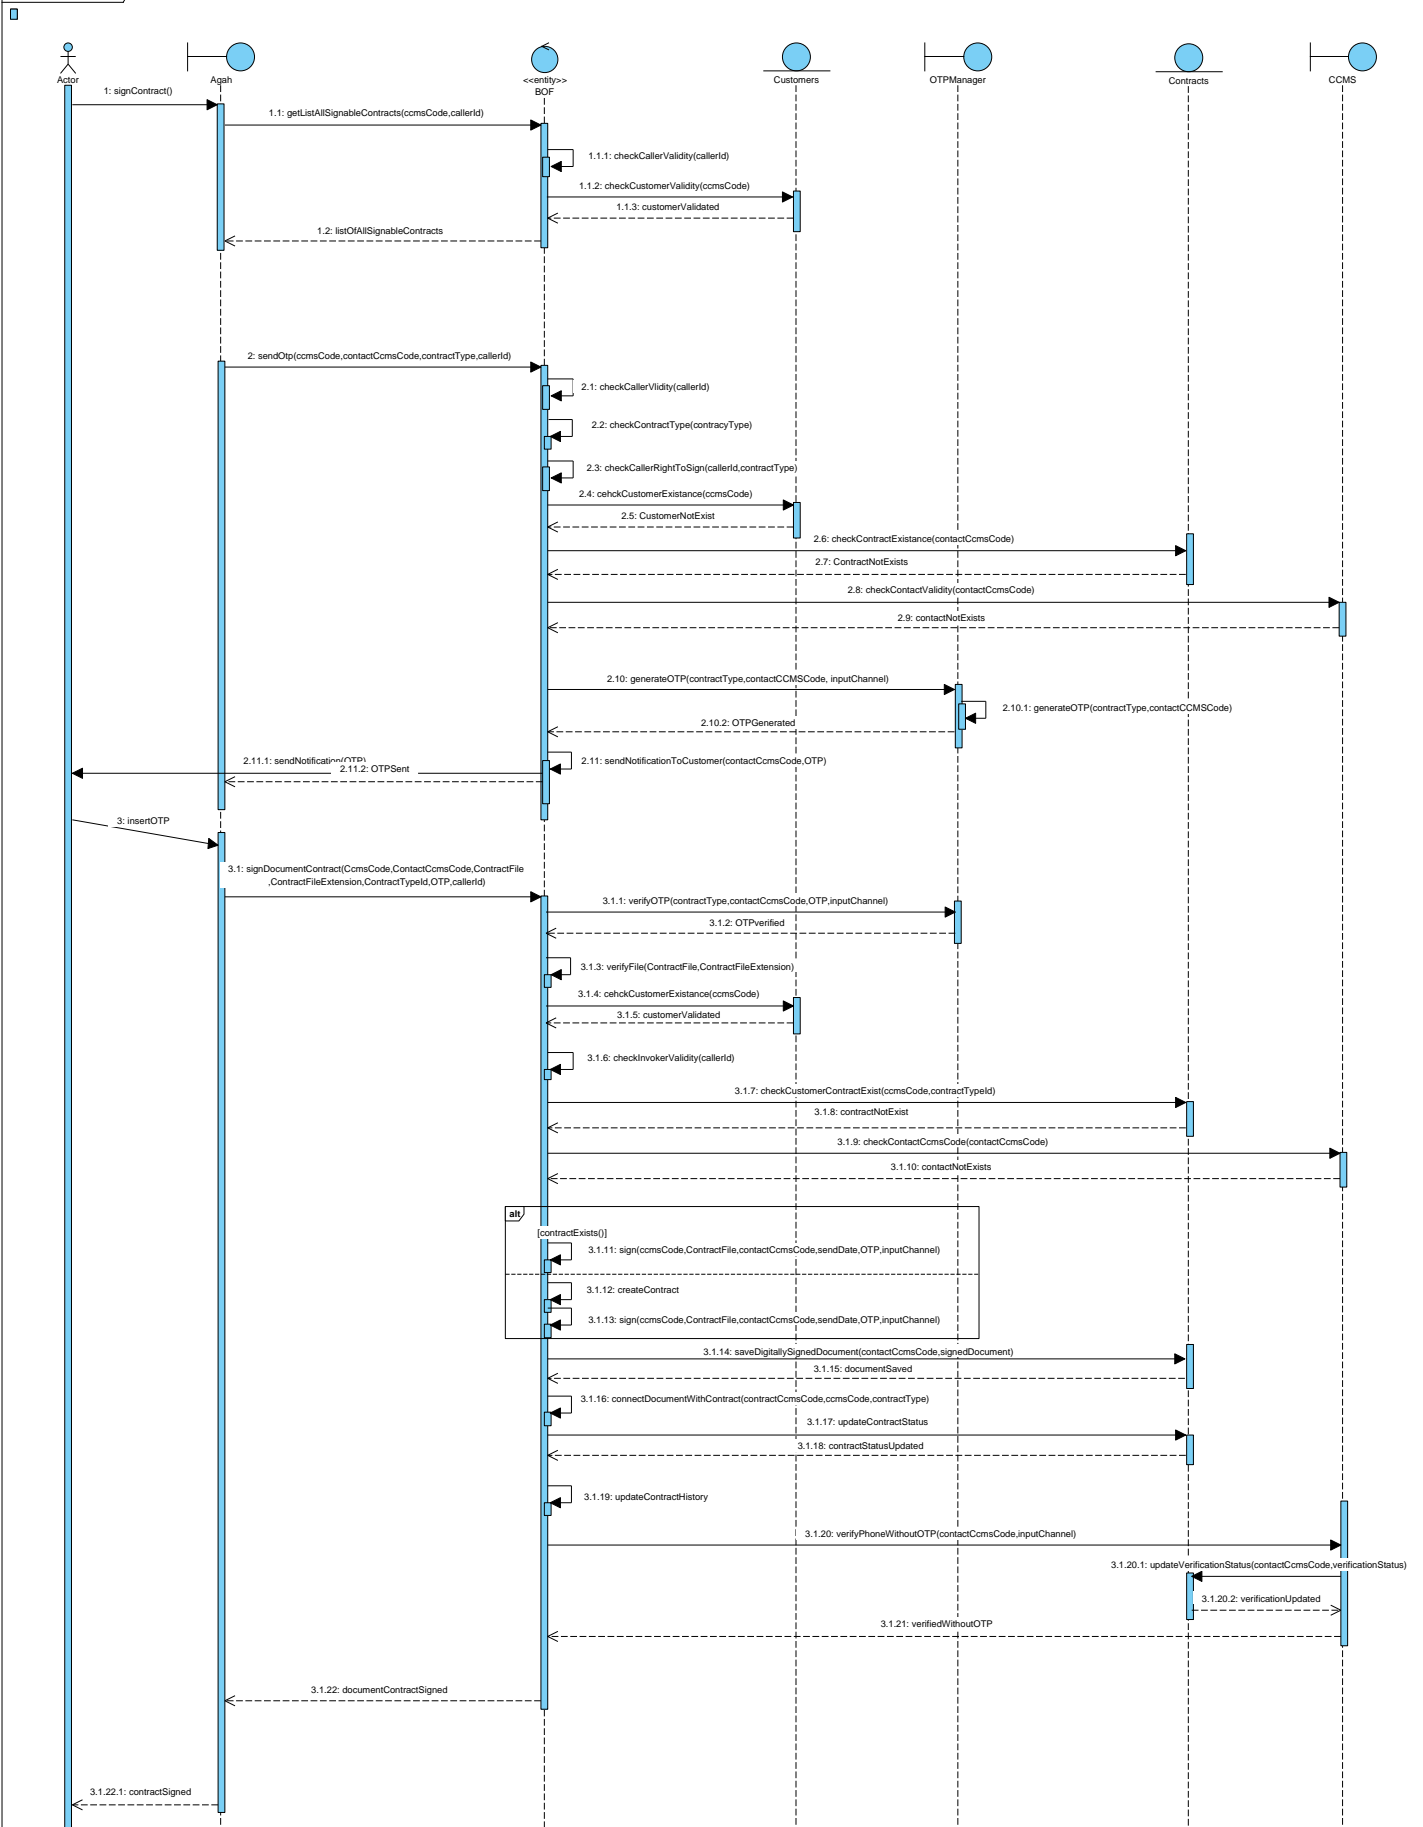 Actor
Agah
<<entity>>
BOF
Customers
OTPManager
Contracts
CCMS
1: signContract()
1.1: getListAllSignableContracts(ccmsCode,callerId)
1.1.1: checkCallerValidity(callerId)
1.1.2: checkCustomerValidity(ccmsCode)
1.1.3: customerValidated
1.2: listOfAllSignableContracts
2: sendOtp(ccmsCode,contactCcmsCode,contractType,callerId)
2.1: checkCallerVlidity(callerId)
2.2: checkContractType(contracyType)
2.3: checkCallerRightToSign(callerId,contractType)
2.4: cehckCustomerExistance(ccmsCode)
2.5: CustomerNotExist
2.6: checkContractExistance(contactCcmsCode)
2.7: ContractNotExists
2.8: checkContactValidity(contactCcmsCode)
2.9: contactNotExists
2.10: generateOTP(contractType,contactCCMSCode, inputChannel)
2.10.1: generateOTP(contractType,contactCCMSCode)
2.10.2: OTPGenerated
2.11: sendNotificationToCustomer(contactCcmsCode,OTP)
2.11.1: sendNotification(OTP)
2.11.2: OTPSent
3: insertOTP
3.1: signDocumentContract(CcmsCode,ContactCcmsCode,ContractFile
,ContractFileExtension,ContractTypeId,OTP,callerId)
3.1.1: verifyOTP(contractType,contactCcmsCode,OTP,inputChannel)
3.1.2: OTPverified
3.1.3: verifyFile(ContractFile,ContractFileExtension)
3.1.4: cehckCustomerExistance(ccmsCode)
3.1.5: customerValidated
3.1.6: checkInvokerValidity(callerId)
3.1.7: checkCustomerContractExist(ccmsCode,contractTypeId)
3.1.8: contractNotExist
3.1.9: checkContactCcmsCode(contactCcmsCode)
3.1.10: contactNotExists
alt
[contractExists()]
3.1.11: sign(ccmsCode,ContractFile,contactCcmsCode,sendDate,OTP,inputChannel)
3.1.12: createContract
3.1.13: sign(ccmsCode,ContractFile,contactCcmsCode,sendDate,OTP,inputChannel)
3.1.14: saveDigitallySignedDocument(contactCcmsCode,signedDocument)
3.1.15: documentSaved
3.1.16: connectDocumentWithContract(contractCcmsCode,ccmsCode,contractType)
3.1.17: updateContractStatus
3.1.18: contractStatusUpdated
3.1.19: updateContractHistory
3.1.20: verifyPhoneWithoutOTP(contactCcmsCode,inputChannel)
3.1.20.1: updateVerificationStatus(contactCcmsCode,verificationStatus)
3.1.20.2: verificationUpdated
3.1.21: verifiedWithoutOTP
3.1.22: documentContractSigned
3.1.22.1: contractSigned